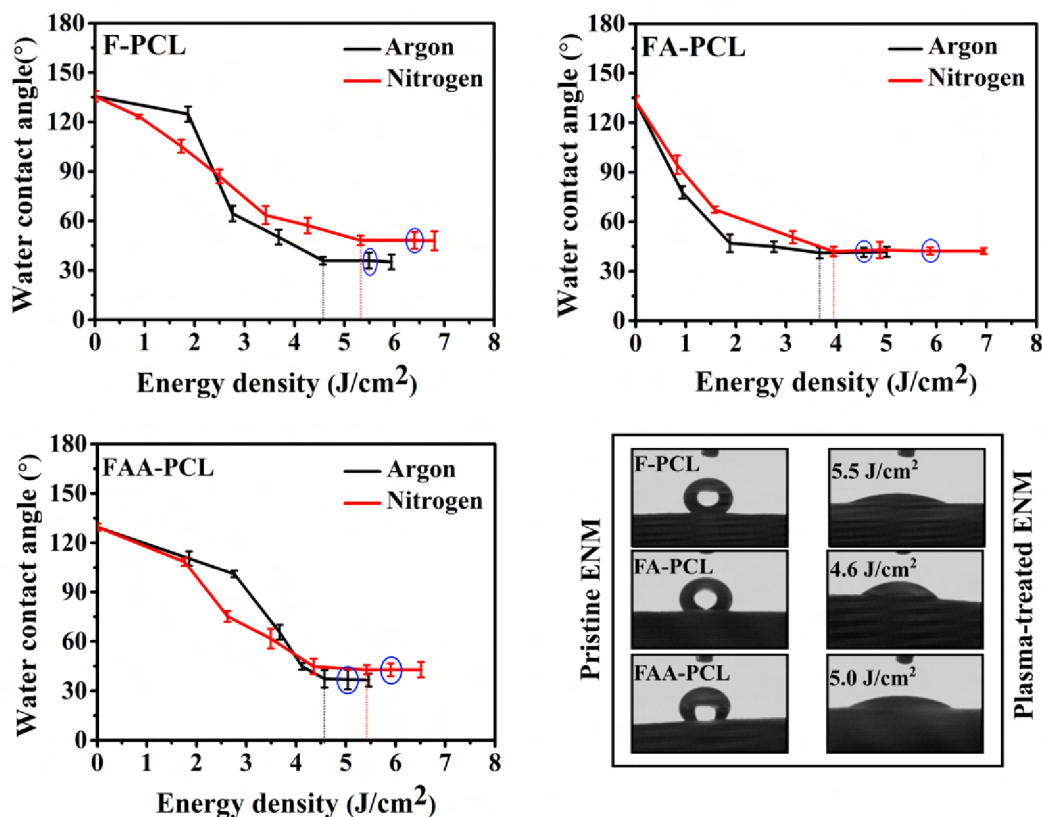 F-PCL
Argon
Nitrogen
Water contact angle(°)
180
150
120
90
60
30
0
0 1 2 3 4 5 6 7 8
Energy density (J/cm²)
FA-PCL
Argon
Nitrogen
Water contact angle (°)
180
150
120
90
60
30
0
0 1 2 3 4 5 6 7 8
Energy density (J/cm²)
FAA-PCL
Argon
Nitrogen
Water contact angle (°)
180
150
120
90
60
30
0
0 1 2 3 4 5 6 7 8
Energy density (J/cm²)
Pristine ENM
F-PCL
5.5 J/cm²
FA-PCL
4.6 J/cm²
FAA-PCL
5.0 J/cm²
Plasma-treated ENM